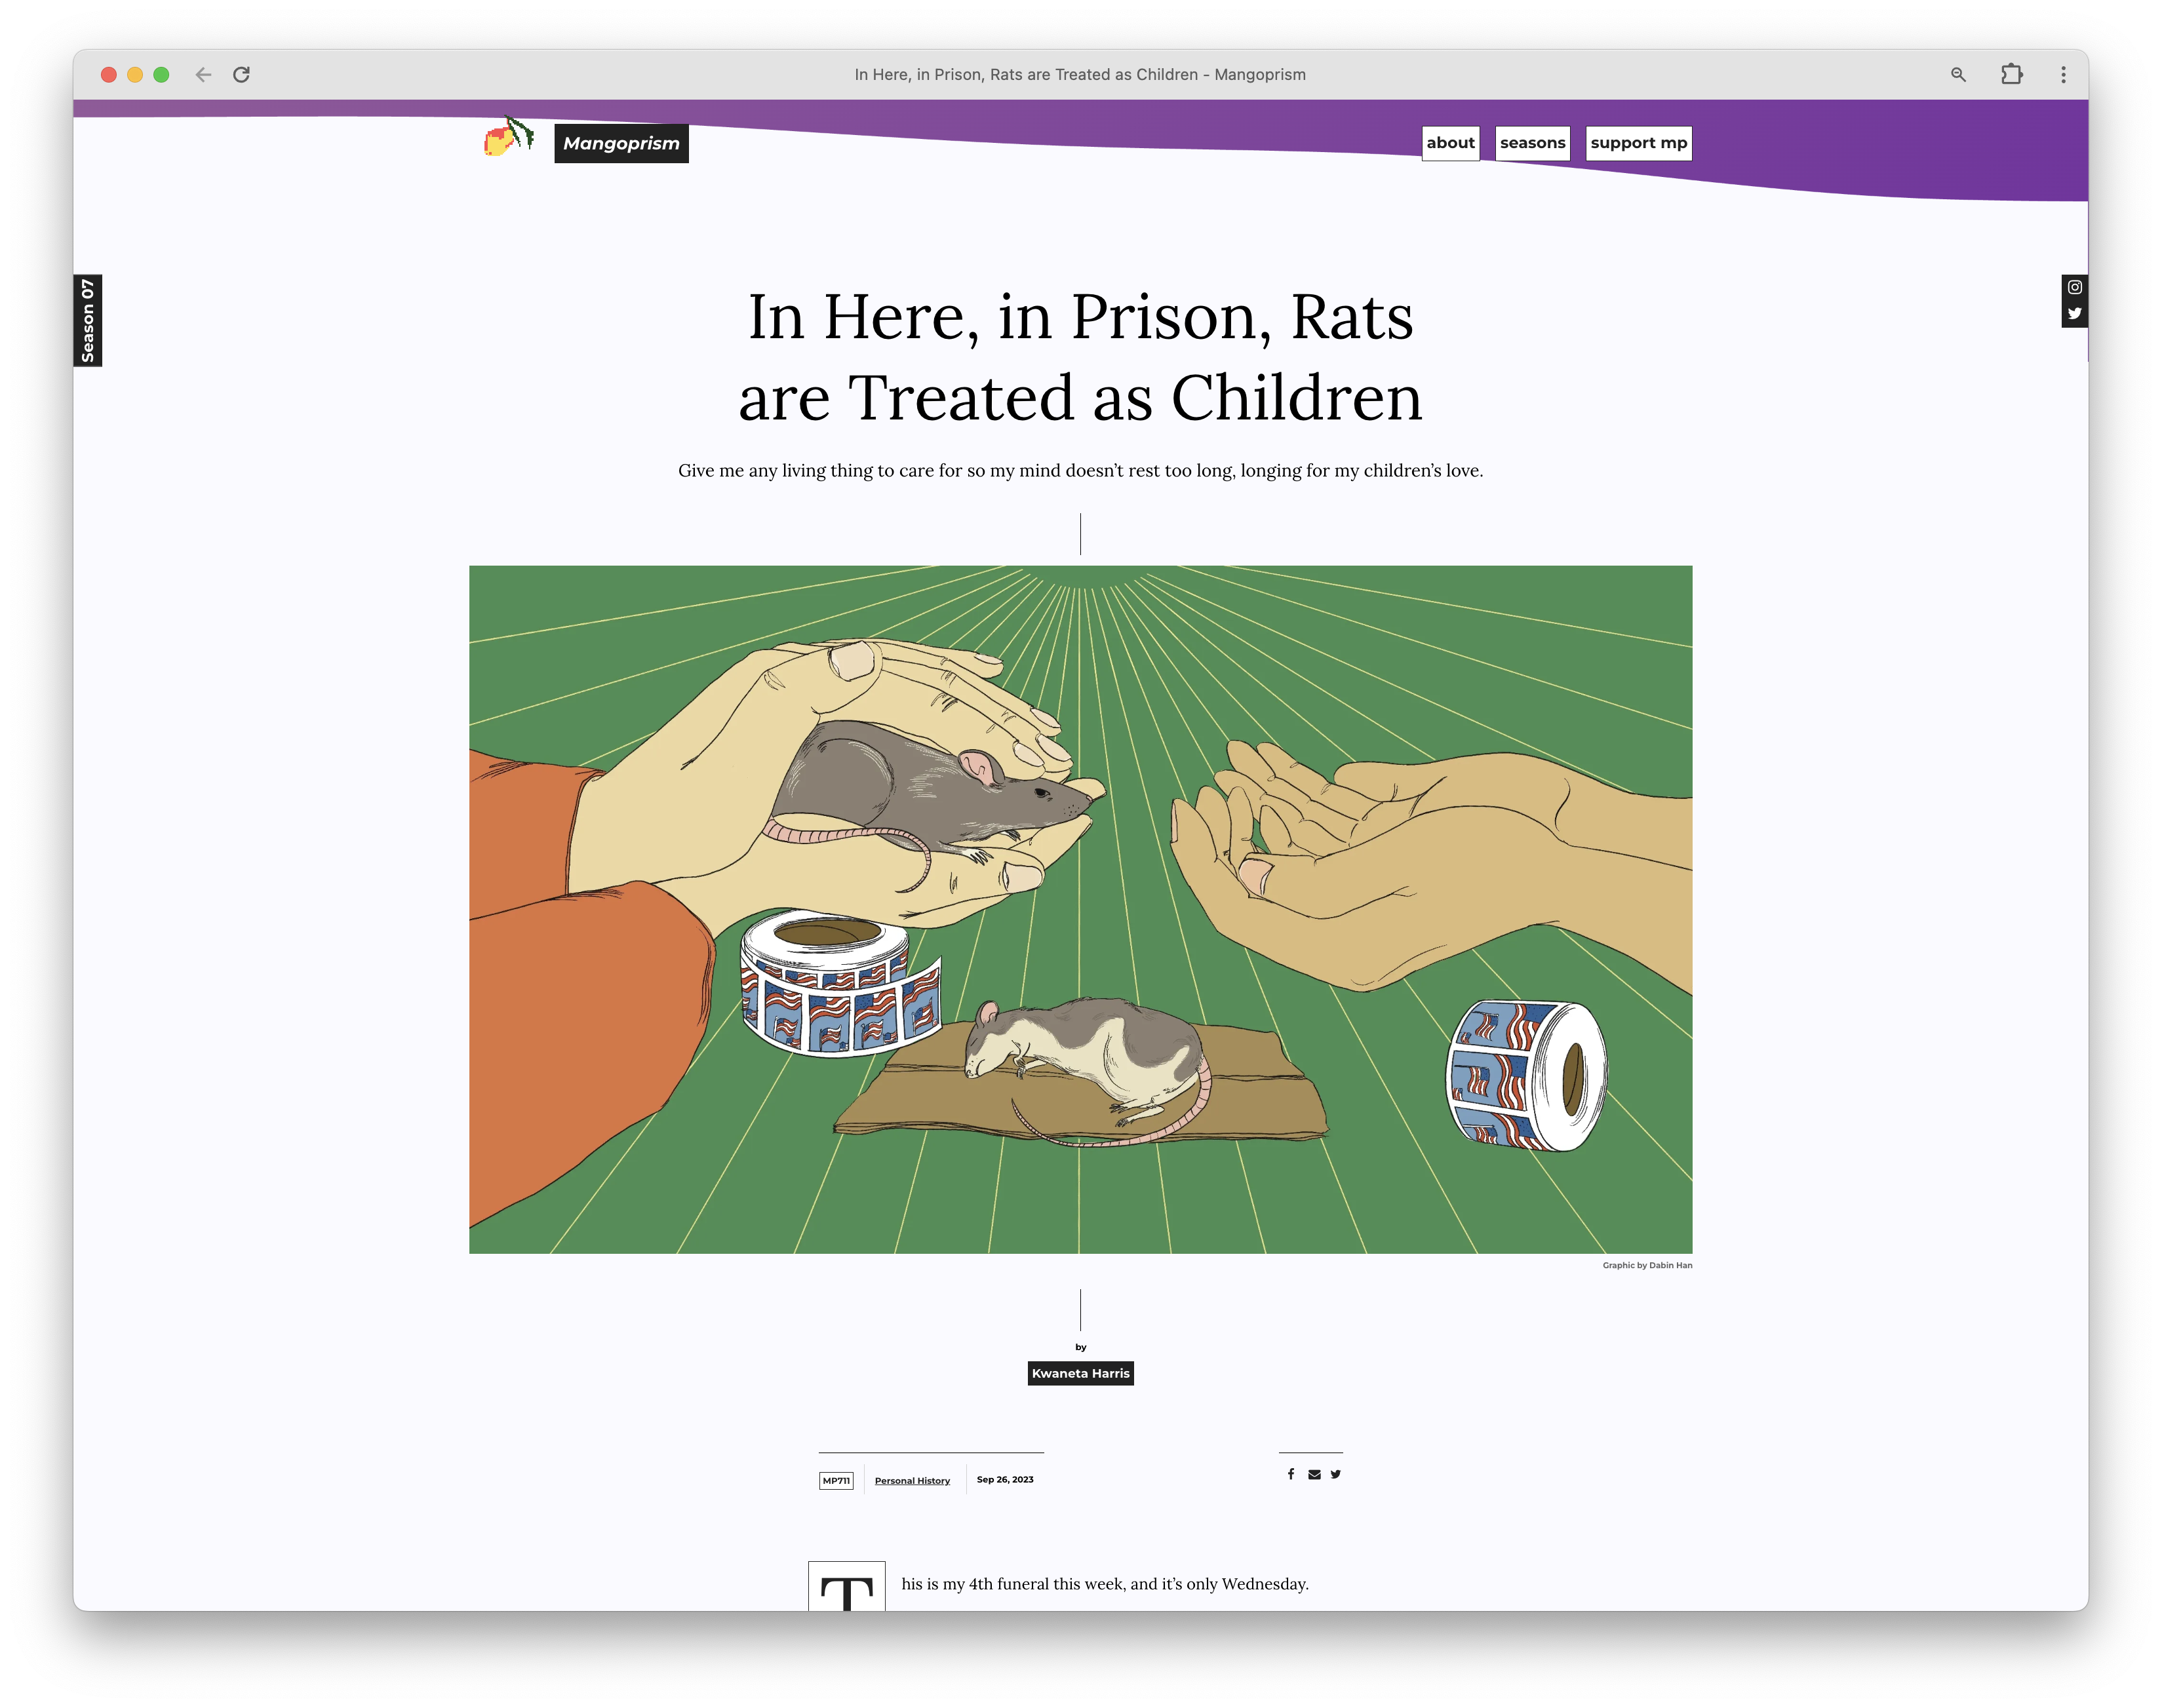 In Here, in Prison, Rats are Treated as Children - Mangoprism
Mangoprism
about
seasons
support mp
Season 07
In Here, in Prison, Rats
are Treated as Children
Give me any living thing to care for so my mind doesn’t rest too long, longing for my children’s love.
Graphic by Dabin Han
by
Kwaneta Harris
MP711
Personal History
Sep 26, 2023
This is my 4th funeral this week, and it’s only Wednesday.